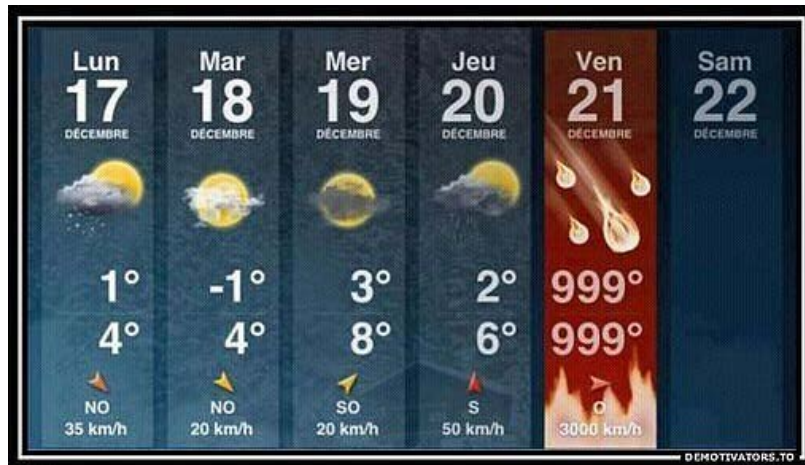 Lun
17
DÉCEMBRE
1°
4°
NO
35 km/h
Mar
18
DÉCEMBRE
-1°
4°
NO
20 km/h
Mer
19
DÉCEMBRE
3°
8°
SO
20 km/h
Jeu
20
DÉCEMBRE
2°
6°
S
50 km/h
Ven
21
DÉCEMBRE
999°
999°
O
3000 km/h
Sam
22
DÉCEMBRE
DEMOTIVATORS.TO